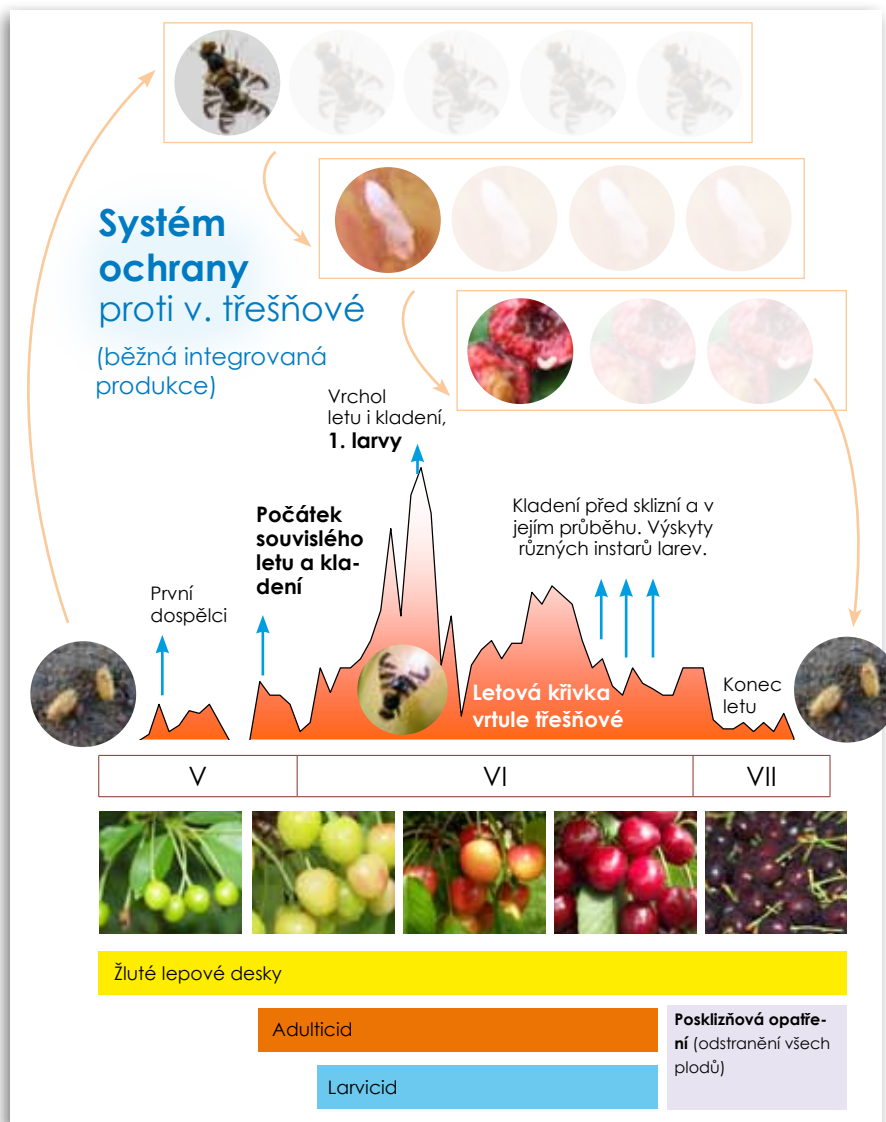 Systém
ochrany
proti v. třešňové
(běžná integrovaná
produkce)
Vrchol
letu i kladení,
1. larvy
Počátek
souvislého
letu a kla-
dení
Kladení před sklizní a v
jejím průběhu. Výskyty
různých instarů larev.
První
dospělci
Letová křivka
vrtule třešňové
Konec
letu
V
VI
VII
Žluté lepové desky
Adulticid
Posklizňová opatře-
ní (odstranění všech
plodů)
Larvicid